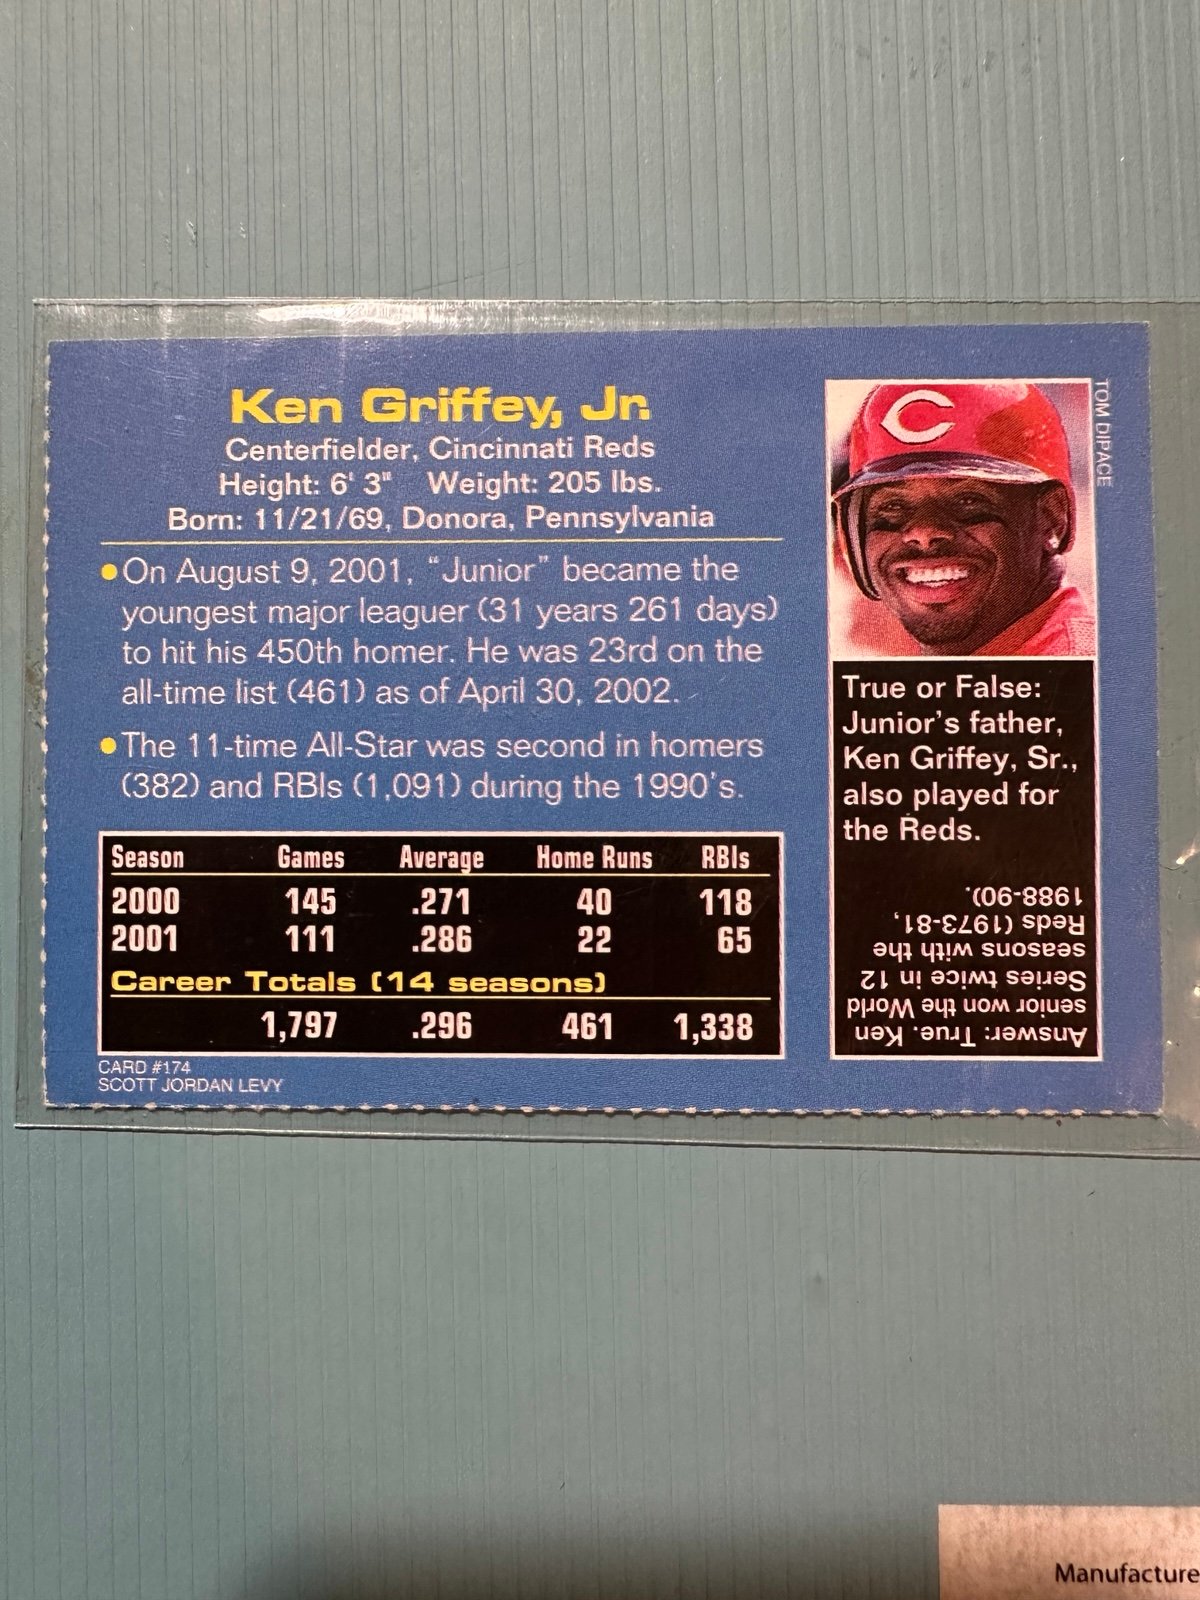 Ken Griffey, Jr.
Centerfielder, Cincinnati Reds
Height: 6' 3" Weight: 205 lbs.
Born: 11/21/69, Donora, Pennsylvania
•On August 9, 2001, “Junior” became the
youngest major leaguer (31 years 261 days)
to hit his 450th homer. He was 23rd on the
all-time list (461) as of April 30, 2002.
•The 11-time All-Star was second in homers
(382) and RBIs (1,091) during the 1990's.
Season Games Average Home Runs RBIs
2000 145 .271 40 118
2001 111 .286 22 65
Career Totals (14 seasons)
1,797 .296 461 1,338
CARD #174
SCOTT JORDAN LEVY
C
TOM DIPACE
True or False:
Junior's father,
Ken Griffey, Sr.,
also played for
the Reds.
Answer: True. Ken
senior won the World
Series twice in 12
seasons with the
Reds (1973-81,
1988-90).
Manufacture